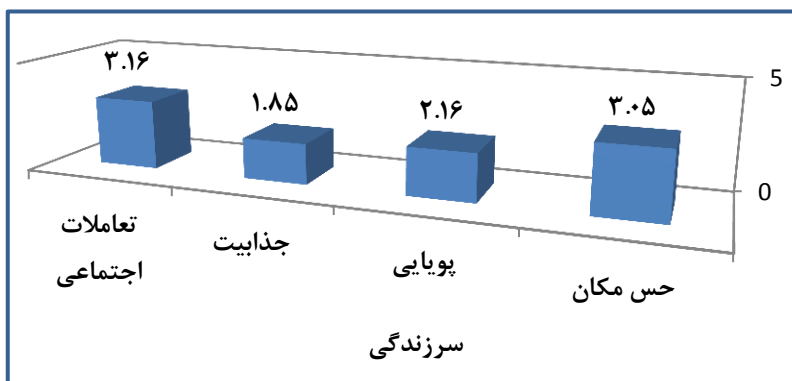 ۳.۱۶
۱.۸۵
۲.۱۶
۳.۰۵
5
0
تعاملات
اجتماعی
جذابیت
پویایی
حس مکان
سرزندگی